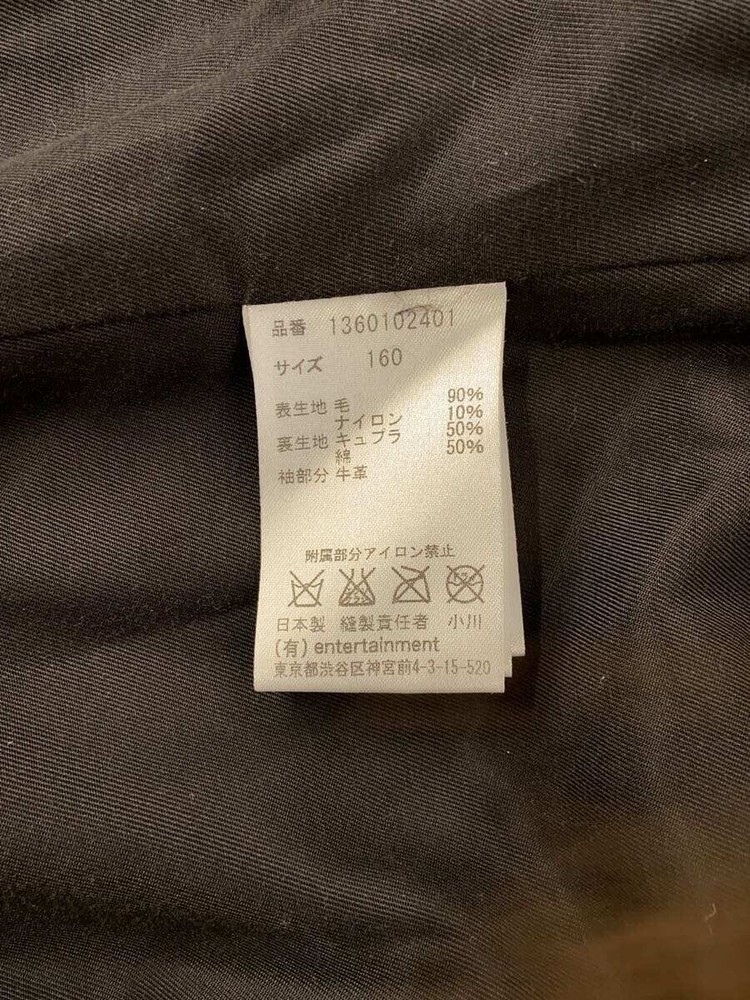 品番 1360102401
サイズ 160
表生地 毛 90%
ナイロン 10%
裏生地 キュプラ 50%
綿 50%
袖部分 牛革
附属部分アイロン禁止
日本製 縫製責任者 小川
(有) entertainment
東京都渋谷区神宮前4-3-15-520